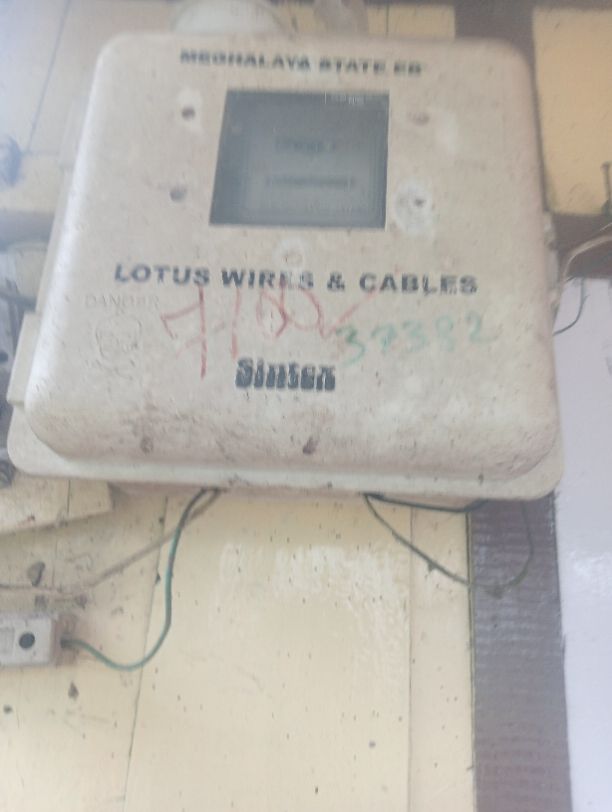 MEGHALAYA STATE EB
LOTUS WIRES & CABLES
DANGER
37382
Sintex